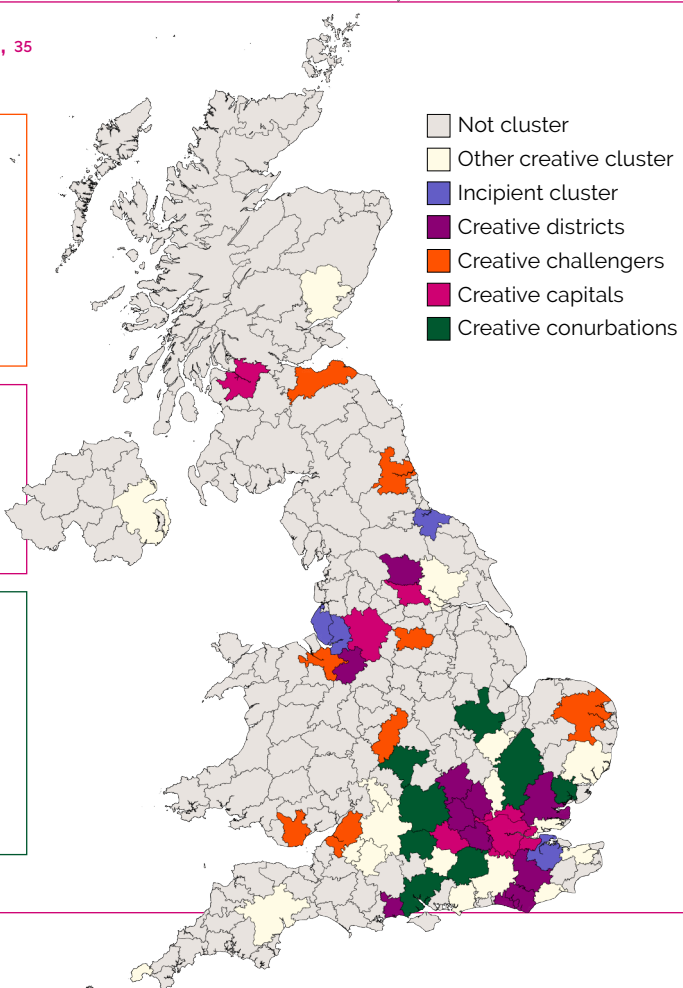 , 35
Not cluster
Other creative cluster
Incipient cluster
Creative districts
Creative challengers
Creative capitals
Creative conurbations